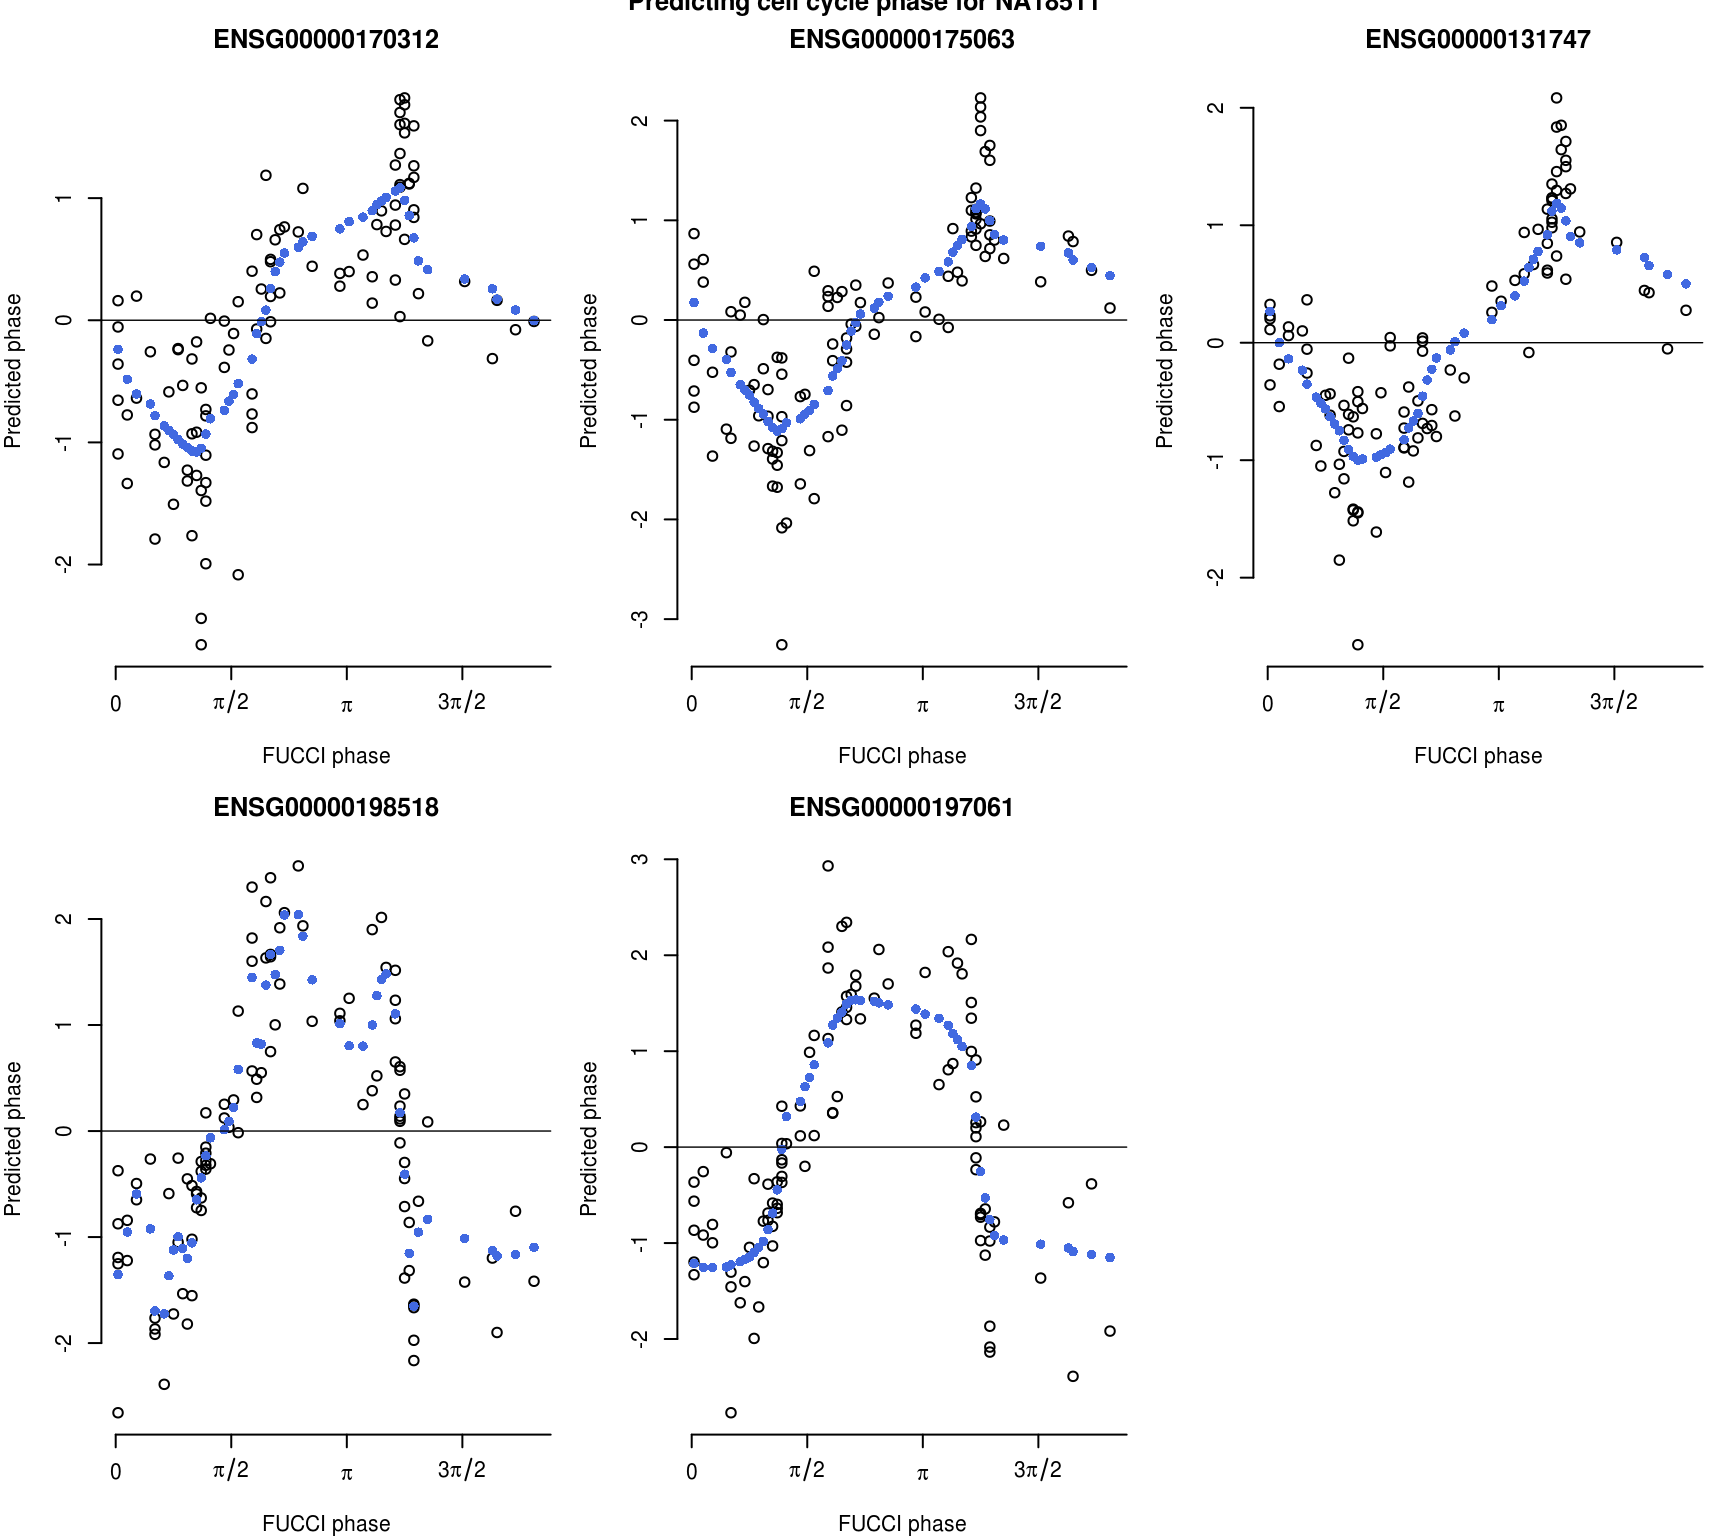 Predicting cell cycle phase for NA18511
ENSG00000170312
ENSG00000175063
ENSG00000131747
Predicted phase
1
0
-1
-2
0
π/2
π
3π/2
FUCCI phase
Predicted phase
2
1
0
-1
-2
-3
0
π/2
π
3π/2
FUCCI phase
Predicted phase
2
1
0
-1
-2
0
π/2
π
3π/2
FUCCI phase
ENSG00000198518
ENSG00000197061
Predicted phase
2
1
0
-1
-2
0
π/2
π
3π/2
FUCCI phase
Predicted phase
3
2
1
0
-1
-2
0
π/2
π
3π/2
FUCCI phase